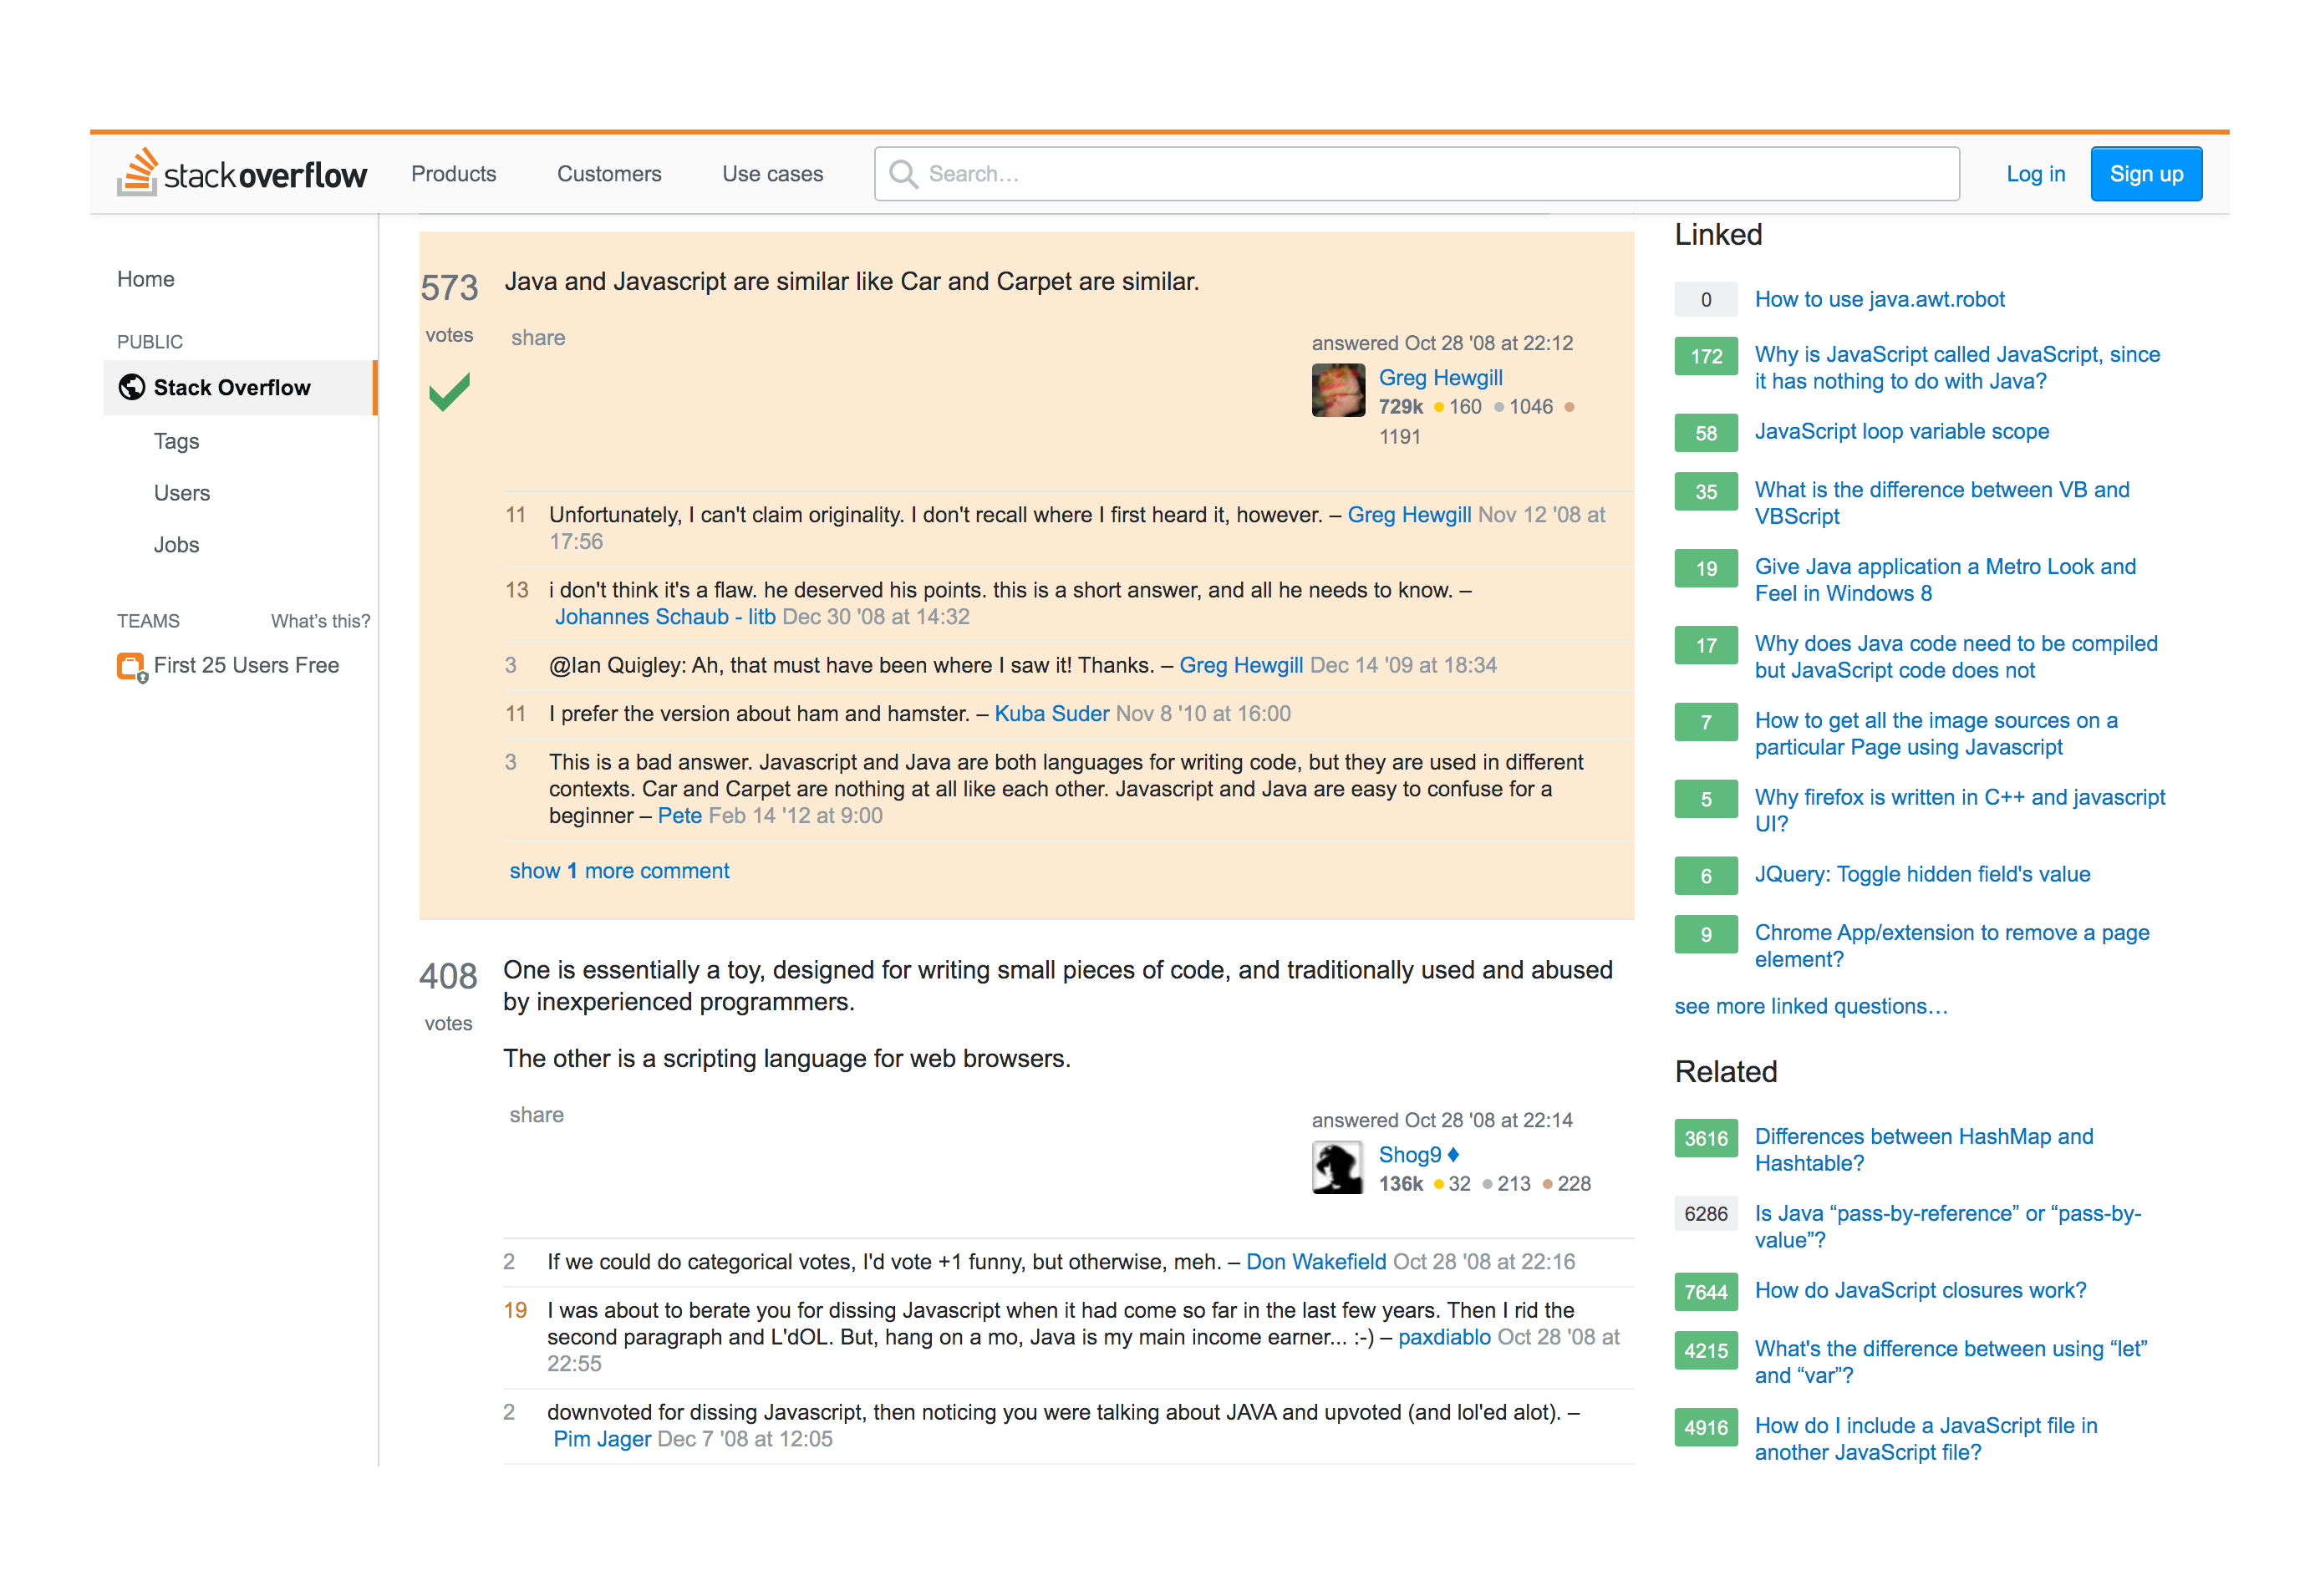 stackoverflow Products Customers Use cases Search... Log in Sign up
Home
PUBLIC
Stack Overflow
Tags
Users
Jobs
TEAMS What's this?
First 25 Users Free
573
votes
Java and Javascript are similar like Car and Carpet are similar.
share
answered Oct 28 '08 at 22:12
Greg Hewgill
729k 160 1046
1191
11 Unfortunately, I can't claim originality. I don't recall where I first heard it, however. – Greg Hewgill Nov 12 '08 at
17:56
13 i don't think it's a flaw. he deserved his points. this is a short answer, and all he needs to know. –
Johannes Schaub - litb Dec 30 '08 at 14:32
3 @Ian Quigley: Ah, that must have been where I saw it! Thanks. – Greg Hewgill Dec 14 '09 at 18:34
11 I prefer the version about ham and hamster. – Kuba Suder Nov 8 '10 at 16:00
3 This is a bad answer. Javascript and Java are both languages for writing code, but they are used in different
contexts. Car and Carpet are nothing at all like each other. Javascript and Java are easy to confuse for a
beginner – Pete Feb 14 '12 at 9:00
show 1 more comment
408
votes
One is essentially a toy, designed for writing small pieces of code, and traditionally used and abused
by inexperienced programmers.
The other is a scripting language for web browsers.
share
answered Oct 28 '08 at 22:14
Shog9 ♦
136k 32 213 228
2 If we could do categorical votes, I'd vote +1 funny, but otherwise, meh. – Don Wakefield Oct 28 '08 at 22:16
19 I was about to berate you for dissing Javascript when it had come so far in the last few years. Then I rid the
second paragraph and L'dOL. But, hang on a mo, Java is my main income earner... :-) – paxdiablo Oct 28 '08 at
22:55
2 downvoted for dissing Javascript, then noticing you were talking about JAVA and upvoted (and lol'ed alot). –
Pim Jager Dec 7 '08 at 12:05
Linked
0 How to use java.awt.robot
172 Why is JavaScript called JavaScript, since
it has nothing to do with Java?
58 JavaScript loop variable scope
35 What is the difference between VB and
VBScript
19 Give Java application a Metro Look and
Feel in Windows 8
17 Why does Java code need to be compiled
but JavaScript code does not
7 How to get all the image sources on a
particular Page using Javascript
5 Why firefox is written in C++ and javascript
UI?
6 JQuery: Toggle hidden field's value
9 Chrome App/extension to remove a page
element?
see more linked questions…
Related
3616 Differences between HashMap and
Hashtable?
6286 Is Java “pass-by-reference” or “pass-by-
value”?
7644 How do JavaScript closures work?
4215 What's the difference between using “let”
and “var”?
4916 How do I include a JavaScript file in
another JavaScript file?